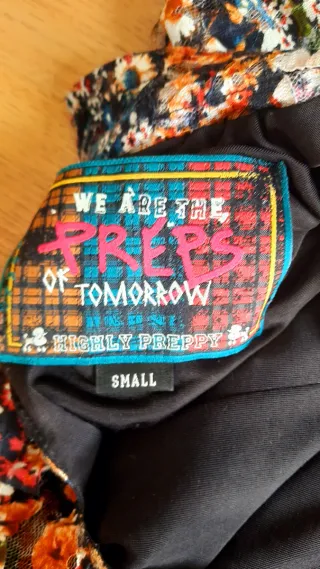 WE ARE THE
PREPS
OF TOMORROW
HIGHLY PREPPY
SMALL